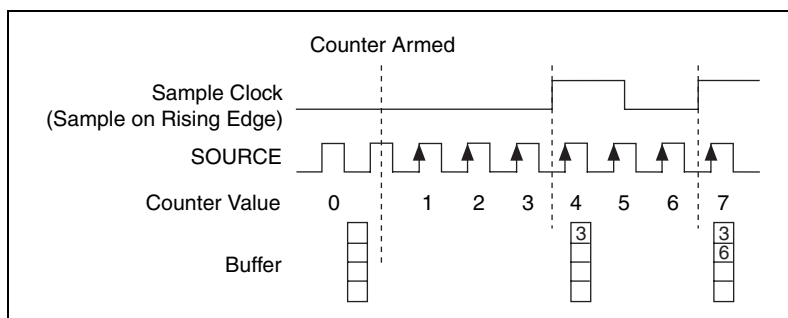 Counter Armed
Sample Clock
(Sample on Rising Edge)
SOURCE
Counter Value 0 1 2 3 4 5 6 7
Buffer
3 3
6